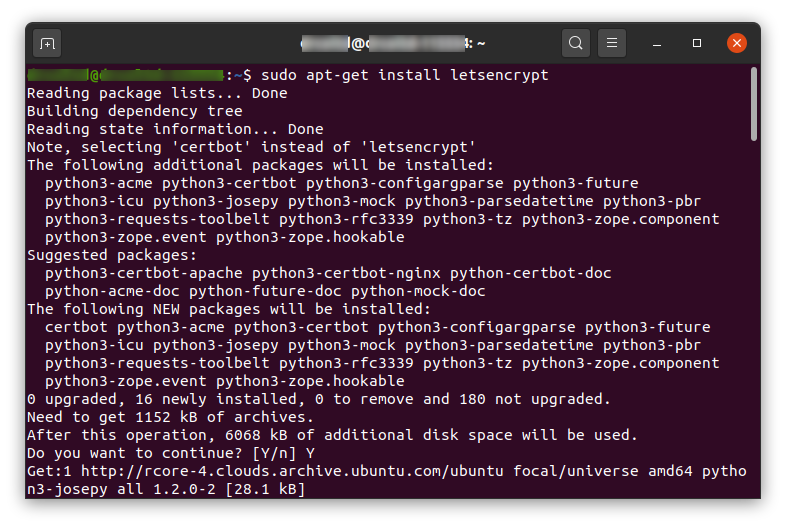 @ : ~
@ :~$ sudo apt-get install letsencrypt
Reading package lists... Done
Building dependency tree
Reading state information... Done
Note, selecting 'certbot' instead of 'letsencrypt'
The following additional packages will be installed:
python3-acme python3-certbot python3-configargparse python3-future
python3-icu python3-josepy python3-mock python3-parsedatetime python3-pbr
python3-requests-toolbelt python3-rfc3339 python3-tz python3-zope.component
python3-zope.event python3-zope.hookable
Suggested packages:
python3-certbot-apache python3-certbot-nginx python-certbot-doc
python-acme-doc python-future-doc python-mock-doc
The following NEW packages will be installed:
certbot python3-acme python3-certbot python3-configargparse python3-future
python3-icu python3-josepy python3-mock python3-parsedatetime python3-pbr
python3-requests-toolbelt python3-rfc3339 python3-tz python3-zope.component
python3-zope.event python3-zope.hookable
0 upgraded, 16 newly installed, 0 to remove and 180 not upgraded.
Need to get 1152 kB of archives.
After this operation, 6068 kB of additional disk space will be used.
Do you want to continue? [Y/n] Y
Get:1 http://rcore-4.clouds.archive.ubuntu.com/ubuntu focal/universe amd64 pytho
n3-josepy all 1.2.0-2 [28.1 kB]